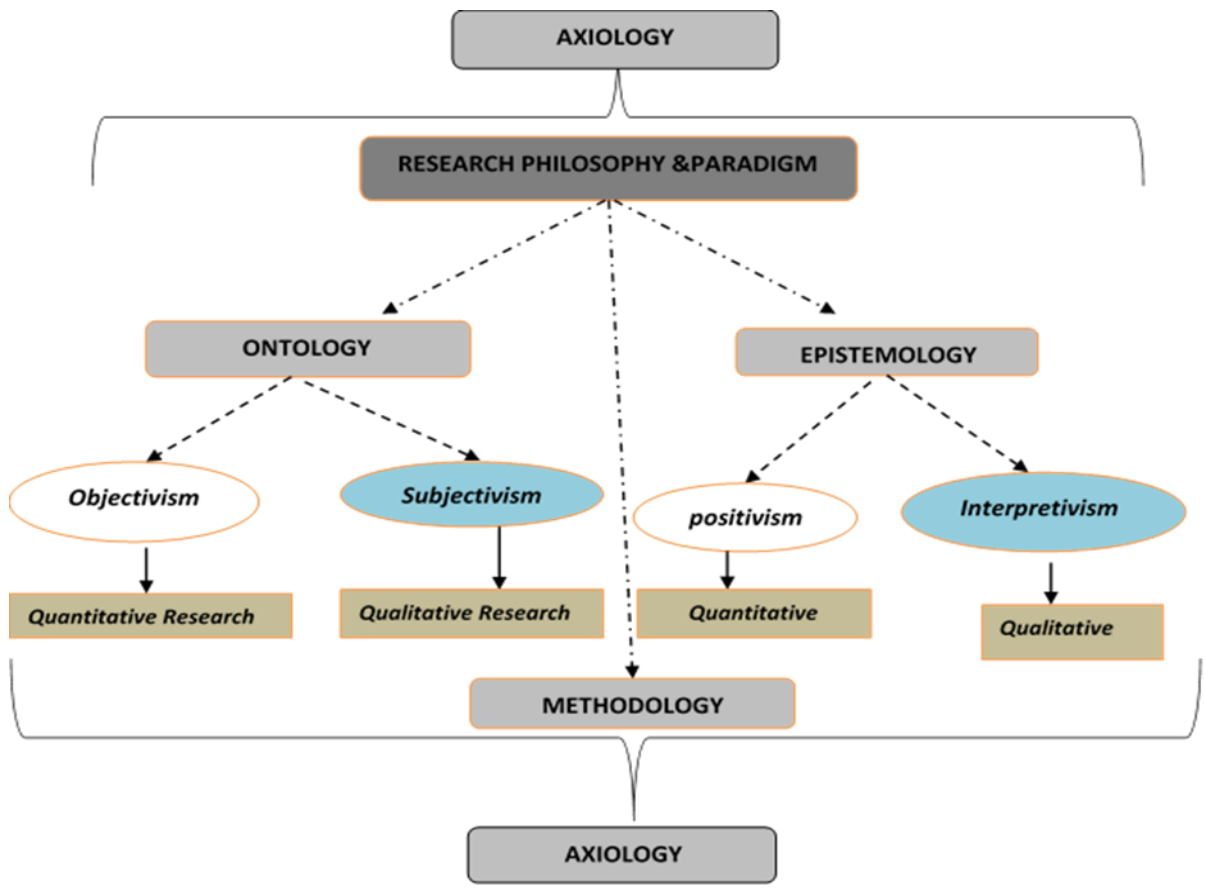 AXIOLOGY
RESEARCH PHILOSOPHY &PARADIGM
ONTOLOGY
EPISTEMOLOGY
Objectivism
Subjectivism
positivism
Interpretivism
Quantitative Research
Qualitative Research
Quantitative
Qualitative
METHODOLOGY
AXIOLOGY